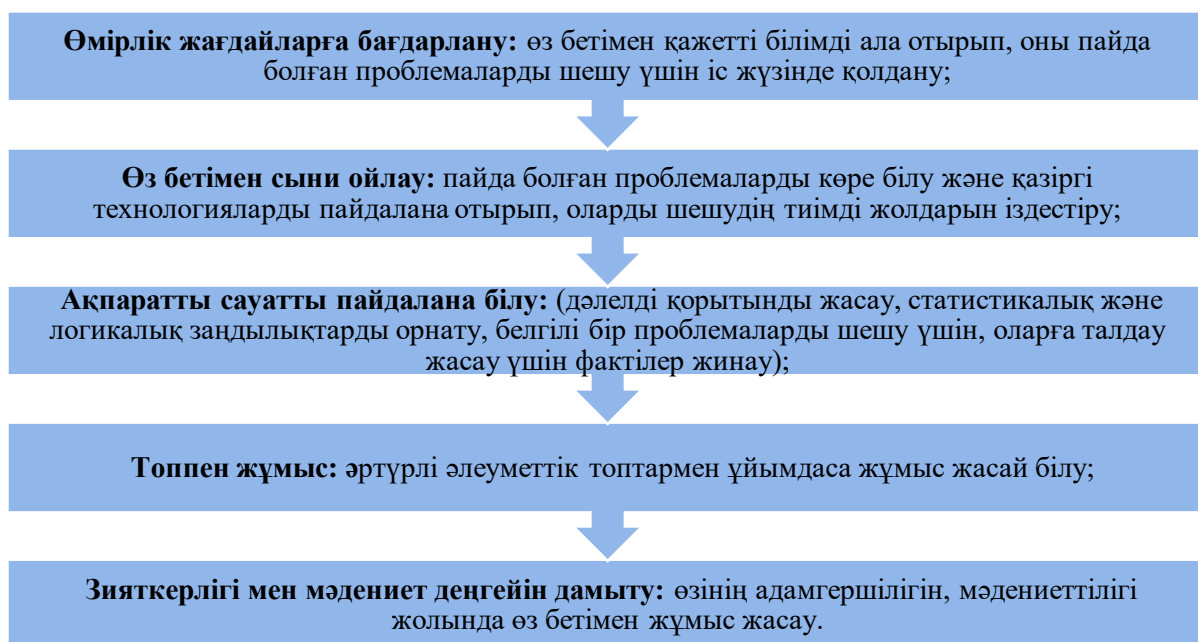 Өмірлік жағдайларға бағдарлану: өз бетімен қажетті білімді ала отырып, оны пайда
болған проблемаларды шешу үшін іс жүзінде қолдану;
Өз бетімен сыни ойлау: пайда болған проблемаларды көре білу және қазіргі
технологияларды пайдалана отырып, оларды шешудің тиімді жолдарын іздестіру;
Ақпаратты сауатты пайдалана білу: (дәлелді қорытынды жасау, статистикалық және
логикалық заңдылықтарды орнату, белгілі бір проблемаларды шешу үшін, оларға талдау
жасау үшін фактілер жинау);
Топпен жұмыс: әртүрлі әлеуметтік топтармен ұйымдаса жұмыс жасай білу;
Зияткерлігі мен мәдениет деңгейін дамыту: өзінің адамгершілігін, мәдениеттілігі
жолында өз бетімен жұмыс жасау.